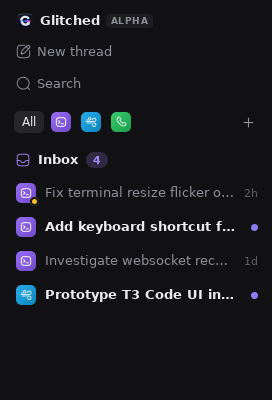 Glitched ALPHA
New thread
Search
All
Inbox 4
Fix terminal resize flicker o... 2h
Add keyboard shortcut f...
Investigate websocket rec... 1d
Prototype T3 Code UI in...